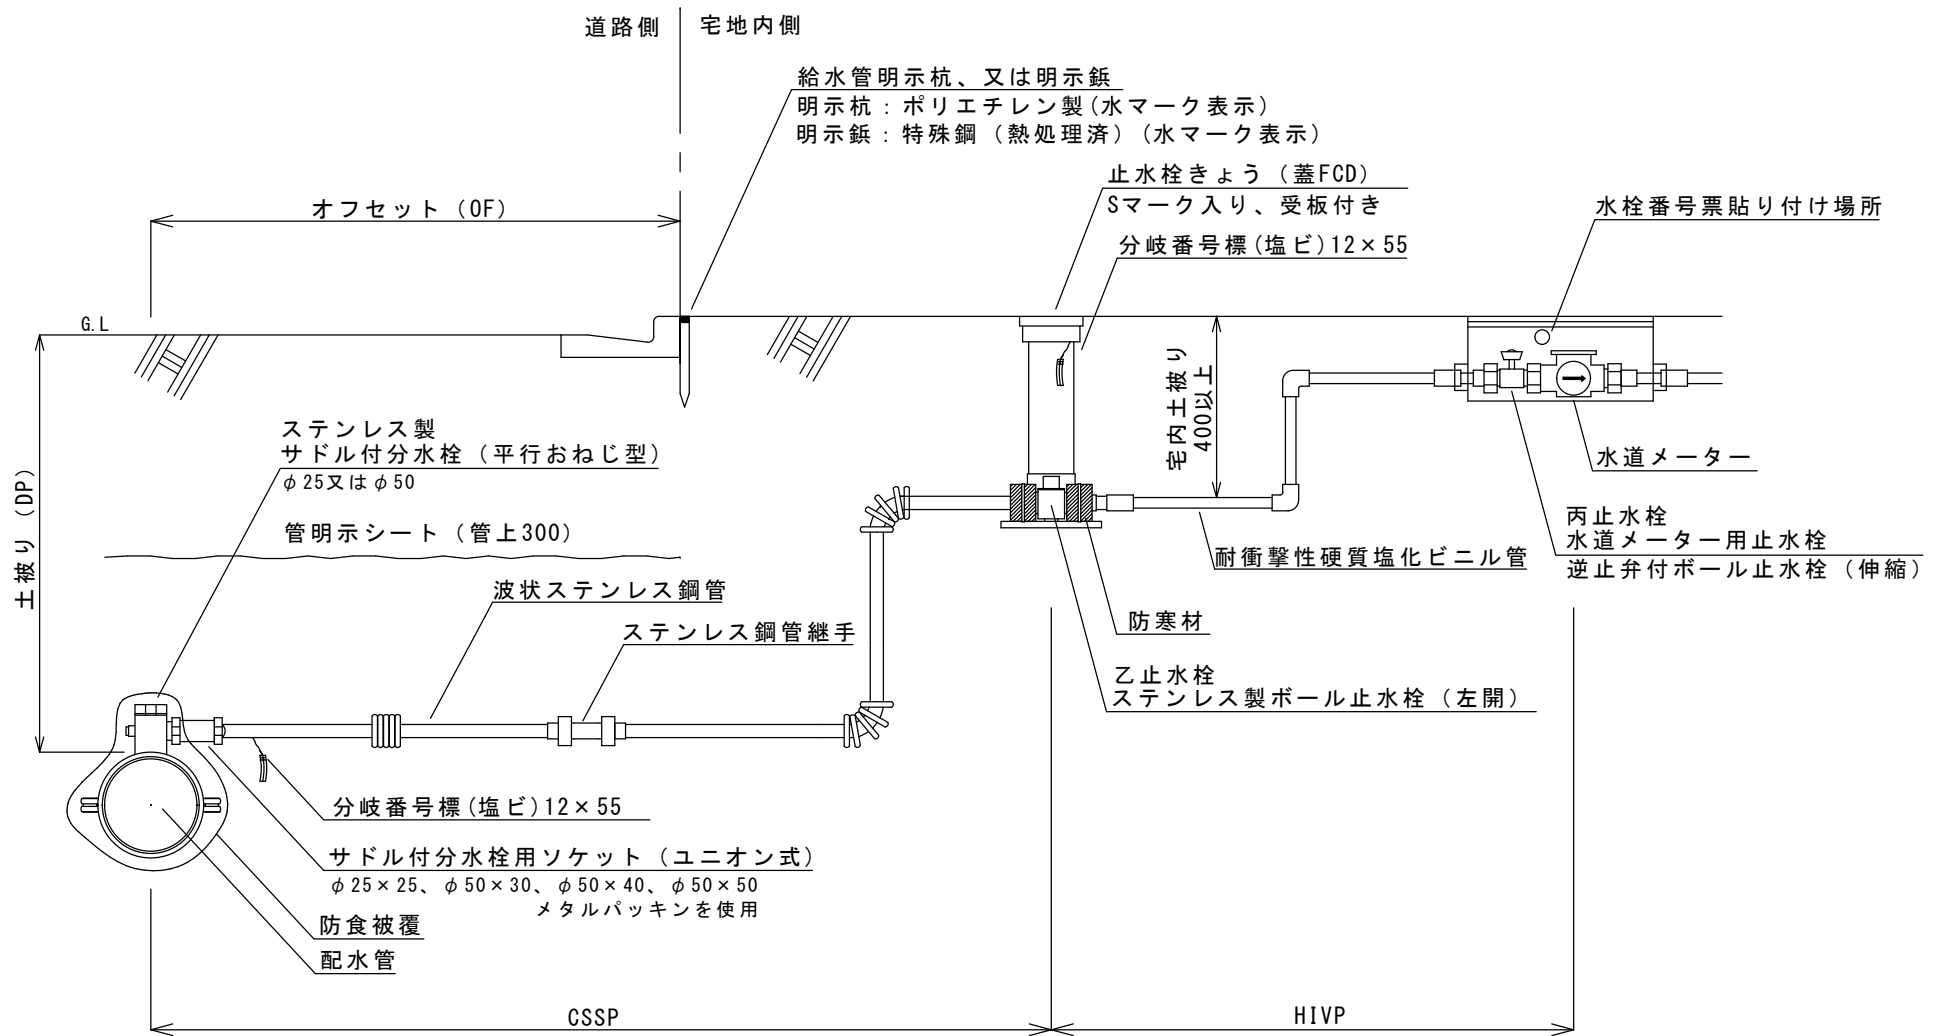 道路側
宅地内側
給水管明示杭、又は明示鋲
明示杭：ポリエチレン製(水マーク表示)
明示鋲：特殊鋼（熱処理済）(水マーク表示)
止水栓きょう（蓋FCD）
Sマーク入り、受板付き
分岐番号標(塩ビ)12×55
水栓番号票貼り付け場所
オフセット（OF）
G.L
宅内土被り
400以上
土被り（DP）
ステンレス製
サドル付分水栓（平行おねじ型）
φ25又はφ50
管明示シート（管上300）
波状ステンレス鋼管
ステンレス鋼管継手
水道メーター
丙止水栓
水道メーター用止水栓
逆止弁付ボール止水栓（伸縮）
耐衝撃性硬質塩化ビニル管
防寒材
乙止水栓
ステンレス製ボール止水栓（左開）
分岐番号標(塩ビ)12×55
サドル付分水栓用ソケット（ユニオン式）
φ25×25、φ50×30、φ50×40、φ50×50
メタルパッキンを使用
防食被覆
配水管
CSSP
HIVP